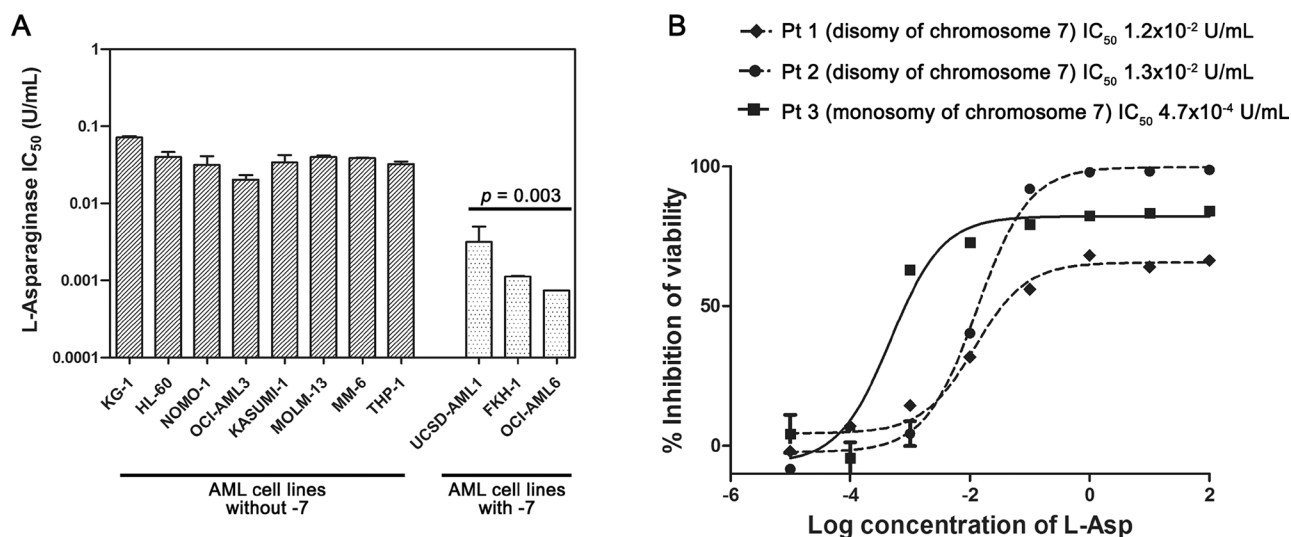 A
L-Asparaginase IC50 (U/mL)
1
0.1
0.01
0.001
0.0001
p = 0.003
KG-1
HL-60
NOMO-1
OCI-AML3
KASUMI-1
MOLM-13
MM-6
THP-1
UCSD-AML1
FKH-1
OCI-AML6
AML cell lines
without -7
AML cell lines
with -7
B
Pt 1 (disomy of chromosome 7) IC50 1.2x10-2 U/mL
Pt 2 (disomy of chromosome 7) IC50 1.3x10-2 U/mL
Pt 3 (monosomy of chromosome 7) IC50 4.7x10-4 U/mL
% Inhibition of viability
100
50
0
-6
-4
-2
0
2
Log concentration of L-Asp